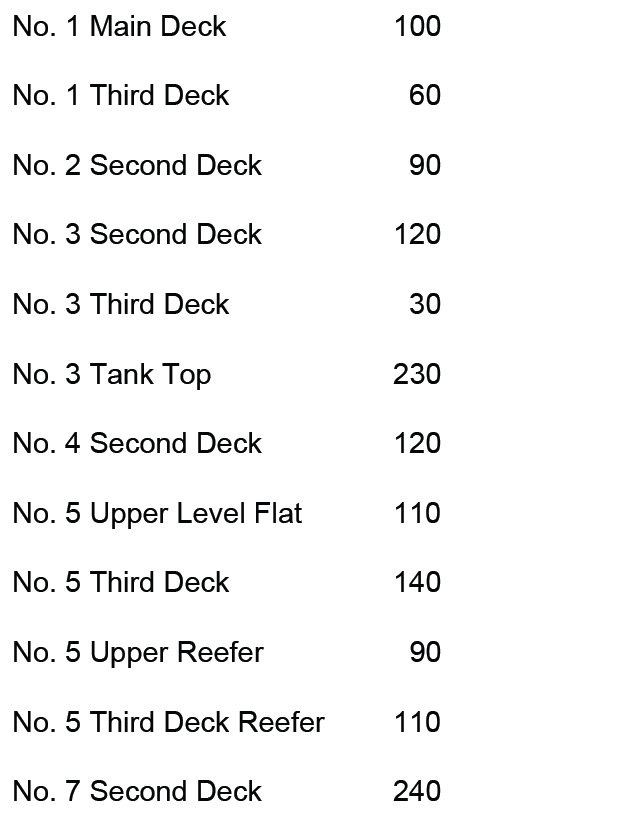 No. 1 Main Deck 100
No. 1 Third Deck 60
No. 2 Second Deck 90
No. 3 Second Deck 120
No. 3 Third Deck 30
No. 3 Tank Top 230
No. 4 Second Deck 120
No. 5 Upper Level Flat 110
No. 5 Third Deck 140
No. 5 Upper Reefer 90
No. 5 Third Deck Reefer 110
No. 7 Second Deck 240